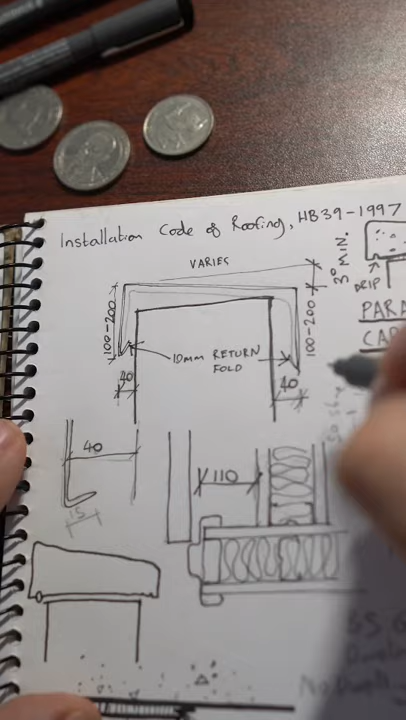 Installation Code of Roofing, HB39-1997
VARIES
3° MIN.
DRIP
PARA
CAP
100-200
100-200
10mm RETURN
FOLD
40
40
40
110
15